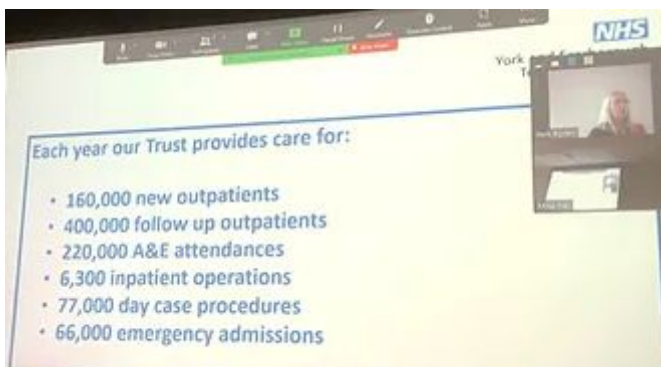 NHS
York
Each year our Trust provides care for:
• 160,000 new outpatients
• 400,000 follow up outpatients
• 220,000 A&E attendances
• 6,300 inpatient operations
• 77,000 day case procedures
• 66,000 emergency admissions